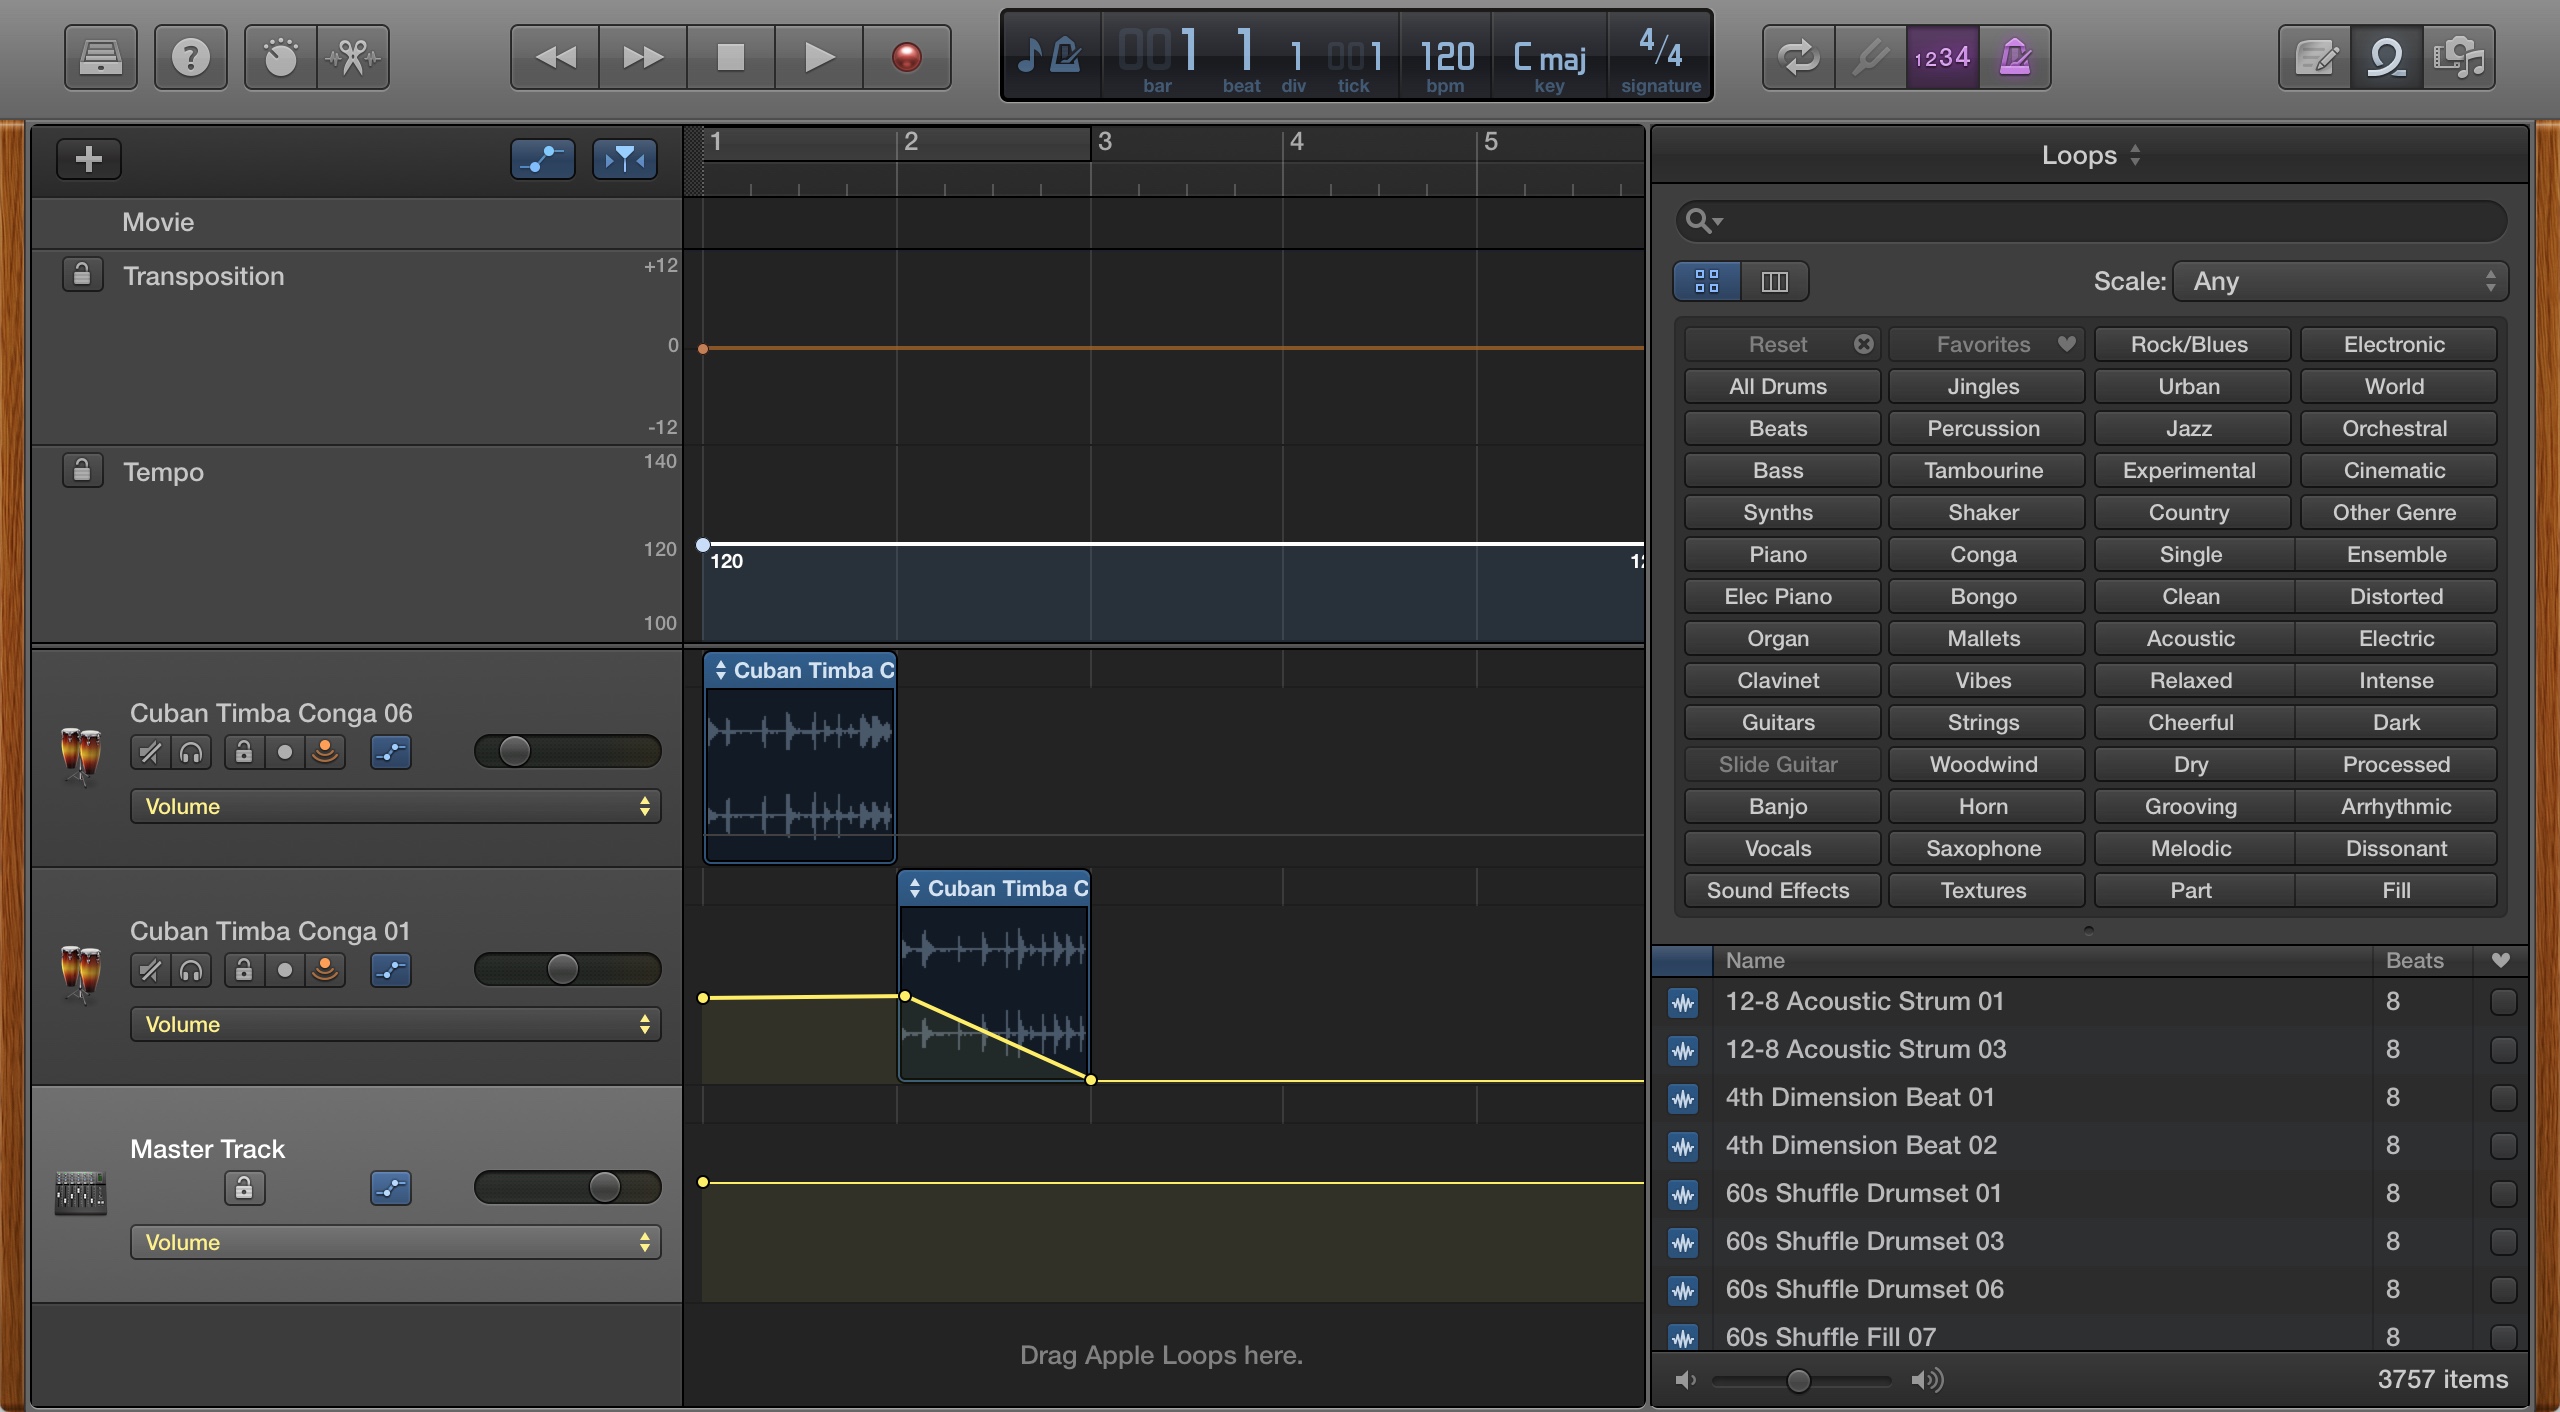 001 1 1 001 120 C maj 4/4
bar beat div tick bpm key signature
1234
1 2 3 4 5
Loops
Movie
Transposition
+12
0
-12
Scale: Any
Tempo
140
120
100
120
Reset Favorites Rock/Blues Electronic
All Drums Jingles Urban World
Beats Percussion Jazz Orchestral
Bass Tambourine Experimental Cinematic
Synths Shaker Country Other Genre
Piano Conga Single Ensemble
Elec Piano Bongo Clean Distorted
Organ Mallets Acoustic Electric
Clavinet Vibes Relaxed Intense
Guitars Strings Cheerful Dark
Slide Guitar Woodwind Dry Processed
Banjo Horn Grooving Arrhythmic
Vocals Saxophone Melodic Dissonant
Sound Effects Textures Part Fill
Cuban Timba Conga 06
Volume
Cuban Timba C
Cuban Timba Conga 01
Volume
Cuban Timba C
Master Track
Volume
Drag Apple Loops here.
Name Beats
12-8 Acoustic Strum 01 8
12-8 Acoustic Strum 03 8
4th Dimension Beat 01 8
4th Dimension Beat 02 8
60s Shuffle Drumset 01 8
60s Shuffle Drumset 03 8
60s Shuffle Drumset 06 8
60s Shuffle Fill 07 8
3757 items